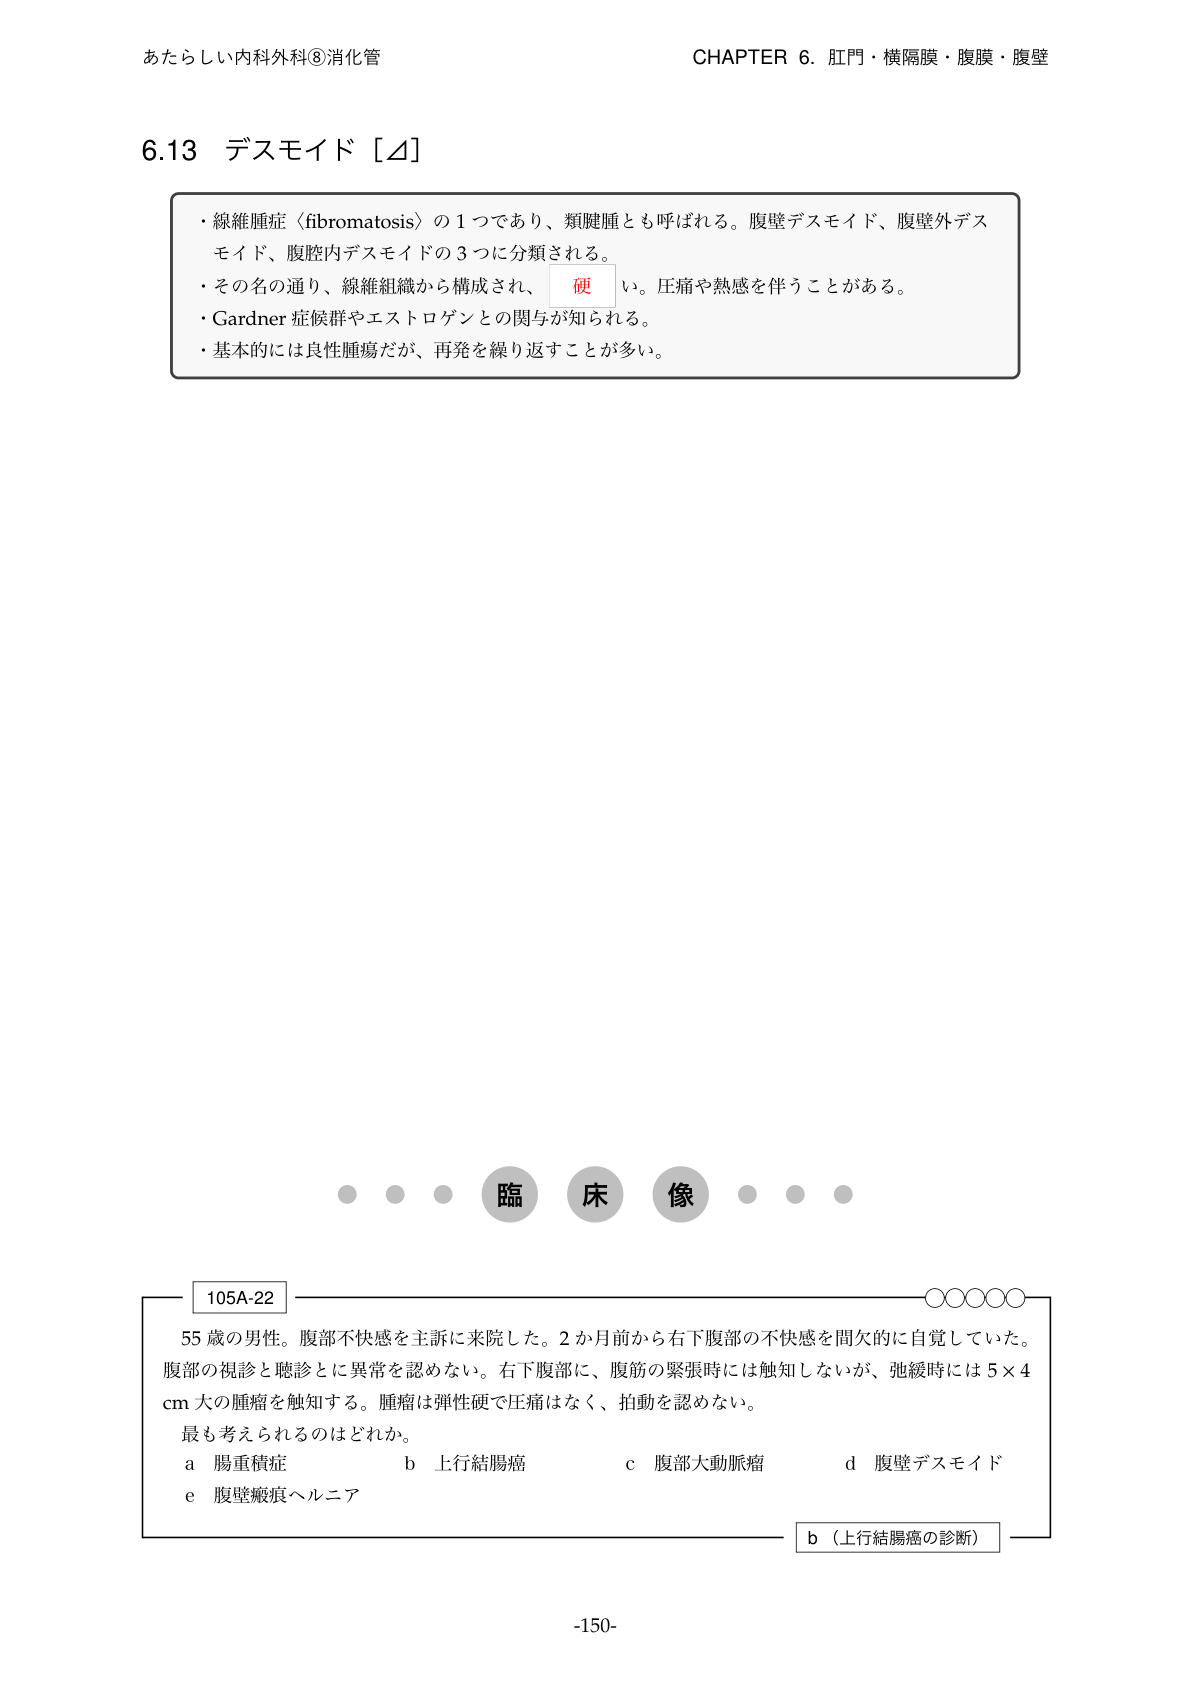 あたらしい内科外科⑧消化管 CHAPTER 6. 肛門・横隔膜・腹膜・腹壁
6.13 デスモイド［⊿］
・線維腫症〈fibromatosis〉の1つであり、類腱腫とも呼ばれる。腹壁デスモイド、腹壁外デス
モイド、腹腔内デスモイドの3つに分類される。
・その名の通り、線維組織から構成され、 硬 い。圧痛や熱感を伴うことがある。
・Gardner 症候群やエストロゲンとの関与が知られる。
・基本的には良性腫瘍だが、再発を繰り返すことが多い。
臨床像
105A-22
55歳の男性。腹部不快感を主訴に来院した。2か月前から右下腹部の不快感を間欠的に自覚していた。
腹部の視診と聴診とに異常を認めない。右下腹部に、腹筋の緊張時には触知しないが、弛緩時には5×4
cm大の腫瘤を触知する。腫瘤は弾性硬で圧痛はなく、拍動を認めない。
最も考えられるのはどれか。
a 腸重積症 b 上行結腸癌 c 腹部大動脈瘤 d 腹壁デスモイド
e 腹壁瘢痕ヘルニア
b（上行結腸癌の診断）
-150-